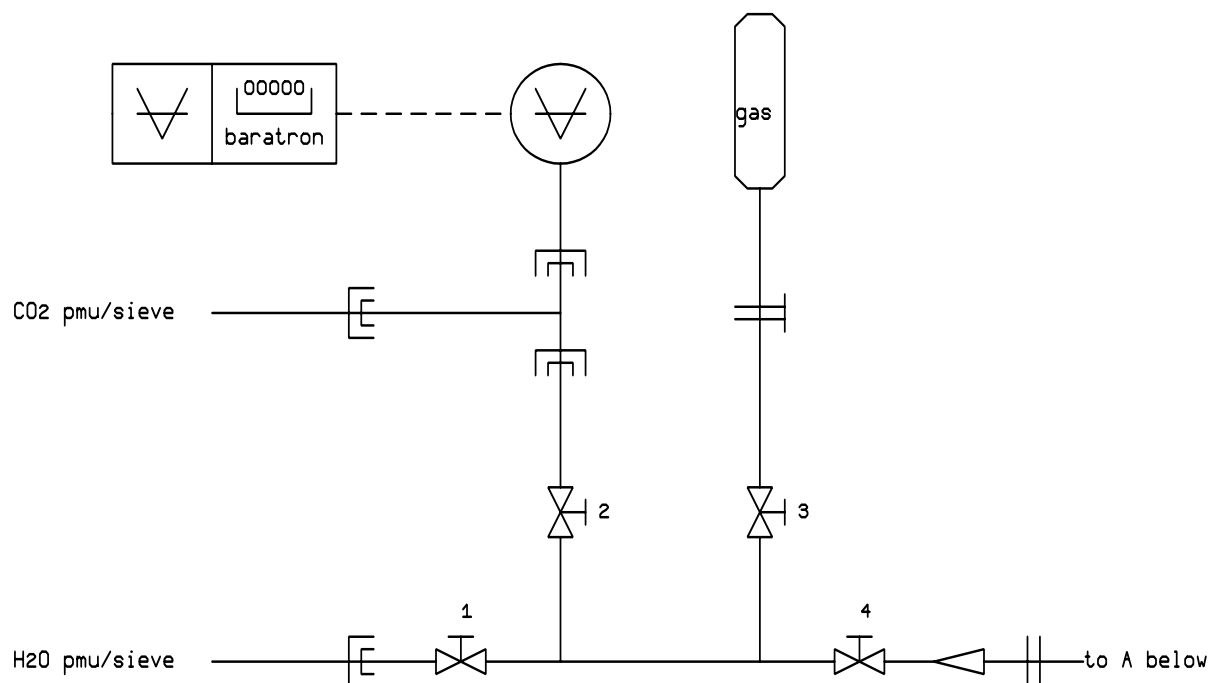 00000
baratron
gas
CO2 pmu/sieve
2
3
1
4
H2O pmu/sieve
to A below